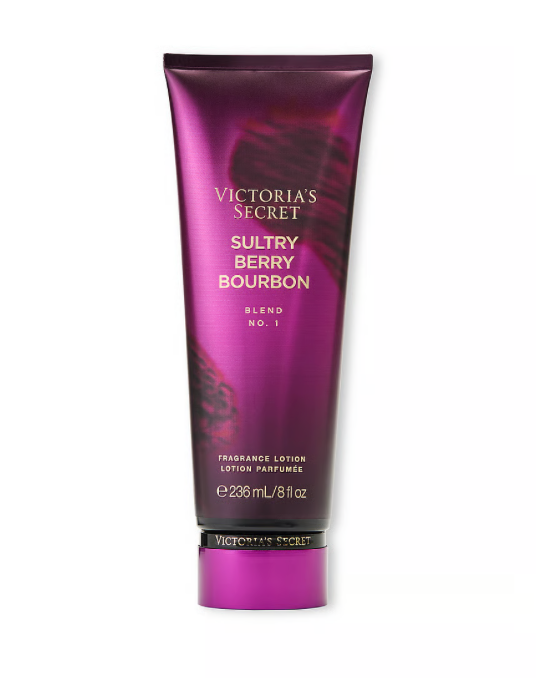 VICTORIA'S
SECRET
SULTRY
BERRY
BOURBON
BLEND
NO. 1
FRAGRANCE LOTION
LOTION PARFUMÉE
℮ 236 mL/8 fl oz
VICTORIA'S SECRET